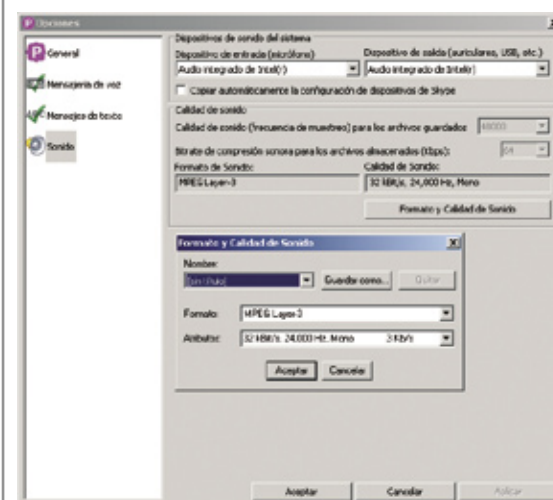 Opciones
General
Mensajería de voz
Mensajes de texto
Sonido
Dispositivos de sonido del sistema
Dispositivo de entrada (micrófono)
Dispositivo de salida (auriculares, USB, etc.)
Audio integrado de Intel(r)
Audio integrado de Intel(r)
Copiar automáticamente la configuración de dispositivos de Skype
Calidad de sonido
Calidad de sonido (frecuencia de muestreo) para los archivos guardados
48000
Bitrate de compresión sonora para los archivos almacenados (Kbps):
64
Formato de Sonido:
Calidad de Sonido:
MPEG Layer-3
32 kBit/s, 24,000 Hz, Mono
Formato y Calidad de Sonido
Formato y Calidad de Sonido
Nombre:
[sin título]
Guardar como...
Quitar
Formato:
MPEG Layer-3
Atributos:
32 kBit/s, 24,000 Hz, Mono 3 Kb/s
Aceptar
Cancelar
Aceptar
Cancelar
Aplicar